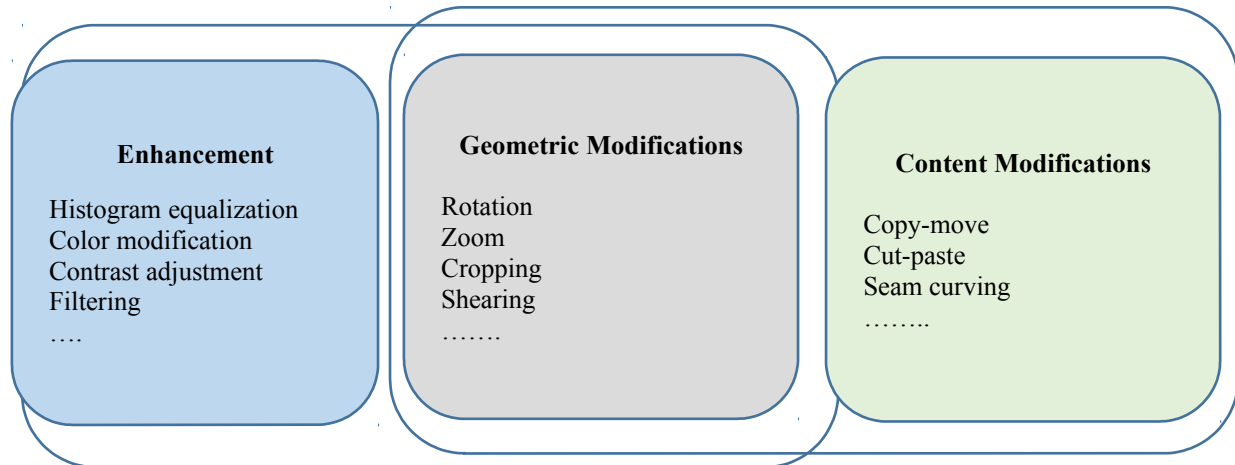 Enhancement
Histogram equalization
Color modification
Contrast adjustment
Filtering
….
Geometric Modifications
Rotation
Zoom
Cropping
Shearing
…….
Content Modifications
Copy-move
Cut-paste
Seam curving
……..